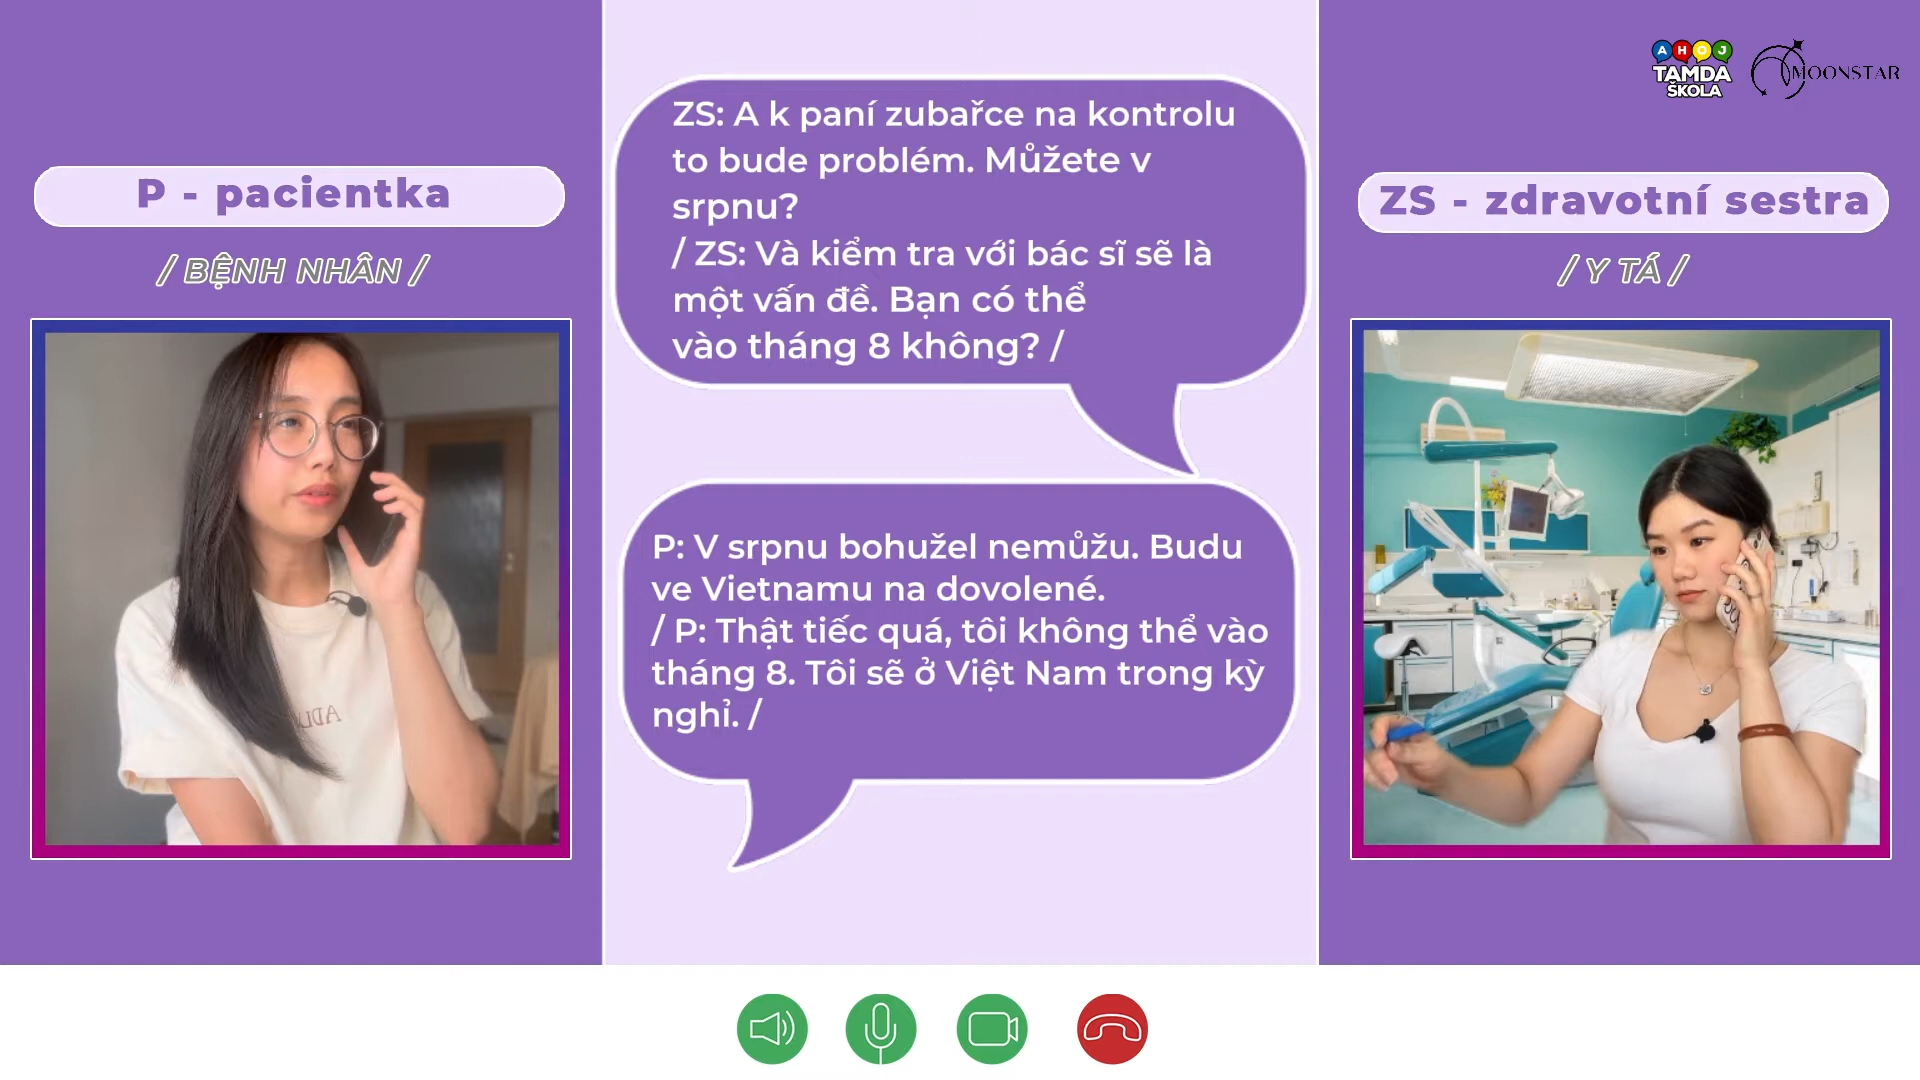 P - pacientka
/ BỆNH NHÂN /
ZS: A k paní zubařce na kontrolu
to bude problém. Můžete v
srpnu?
/ ZS: Và kiểm tra với bác sĩ sẽ là
một vấn đề. Bạn có thể
vào tháng 8 không? /
P: V srpnu bohužel nemůžu. Budu
ve Vietnamu na dovolené.
/ P: Thật tiếc quá, tôi không thể vào
tháng 8. Tôi sẽ ở Việt Nam trong kỳ
nghỉ. /
AHOJ
TAMDA
ŠKOLA
MOONSTAR
ZS - zdravotní sestra
/ Y TÁ /